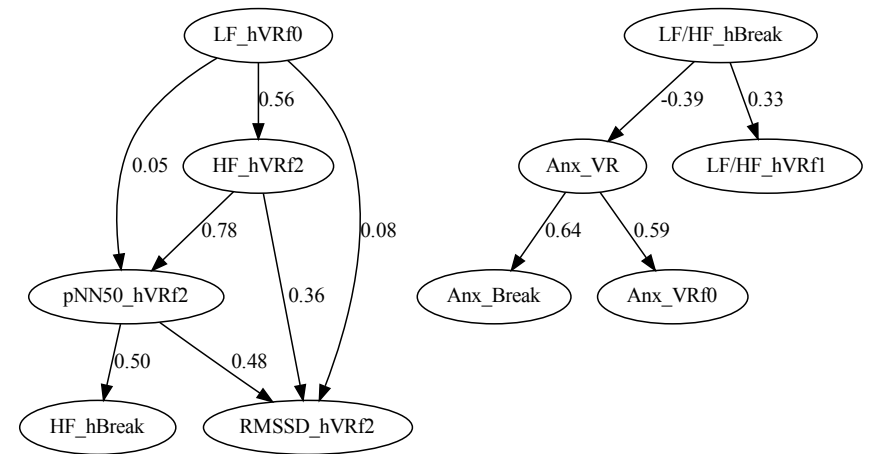 LF_hVRf0
LF/HF_hBreak
0.56
-0.39
0.33
0.05
HF_hVRf2
Anx_VR
LF/HF_hVRf1
0.78
0.08
0.64
0.59
pNN50_hVRf2
0.36
Anx_Break
Anx_VRf0
0.50
0.48
HF_hBreak
RMSSD_hVRf2